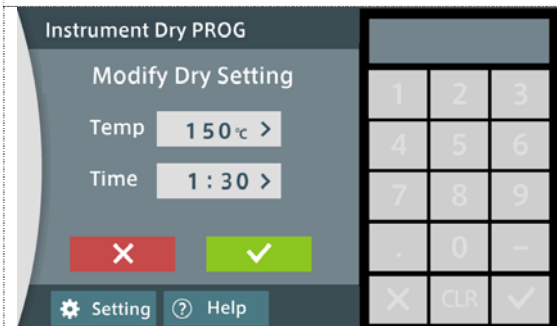 Instrument Dry PROG
Modify Dry Setting
Temp 150℃ >
Time 1:30 >
Setting ? Help
1 2 3
4 5 6
7 8 9
. 0 –
CLR